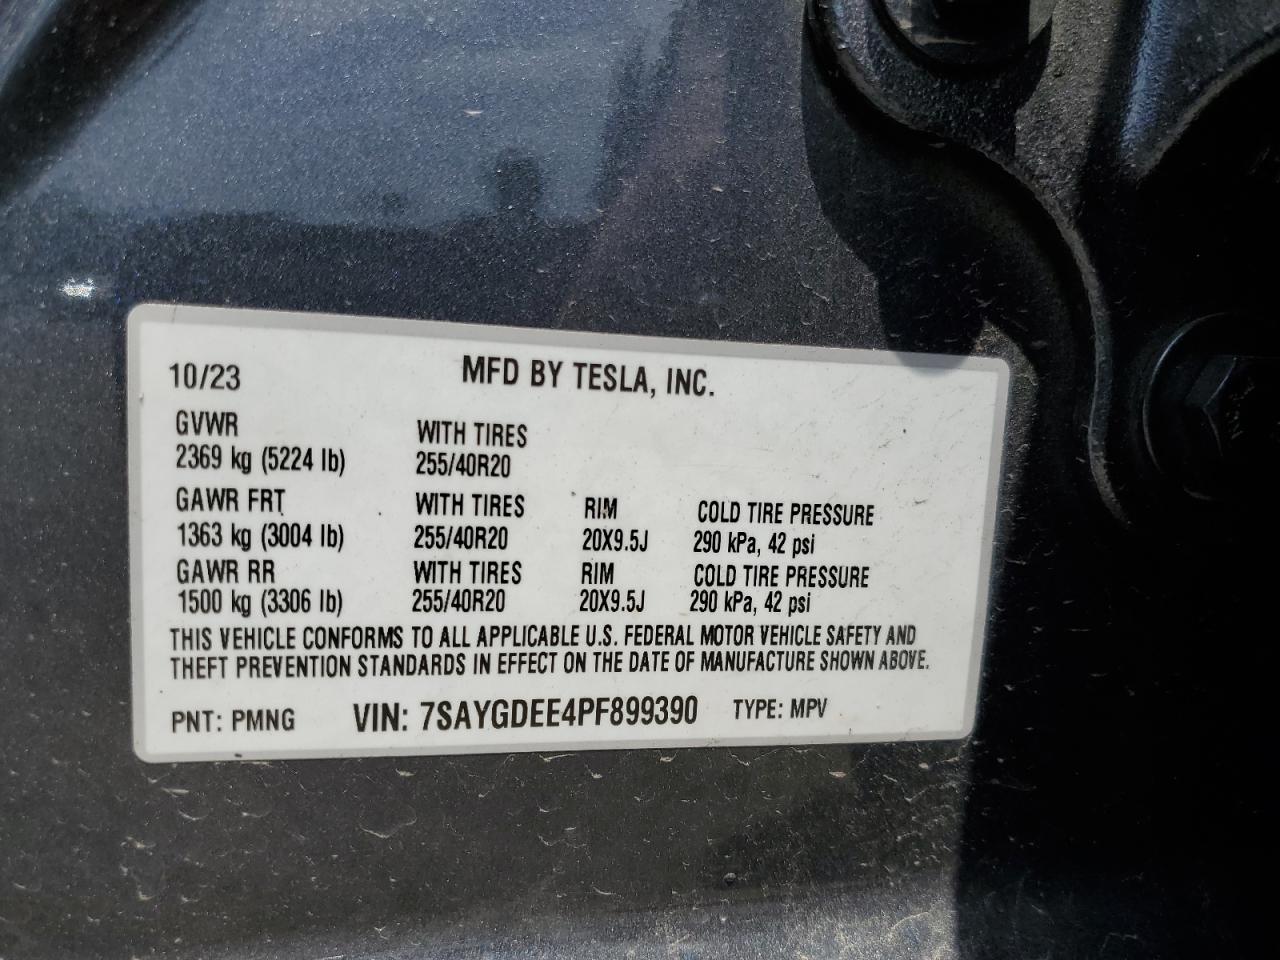 10/23 MFD BY TESLA, INC.
GVWR WITH TIRES
2369 kg (5224 lb) 255/40R20
GAWR FRT WITH TIRES RIM COLD TIRE PRESSURE
1363 kg (3004 lb) 255/40R20 20X9.5J 290 kPa, 42 psi
GAWR RR WITH TIRES RIM COLD TIRE PRESSURE
1500 kg (3306 lb) 255/40R20 20X9.5J 290 kPa, 42 psi
THIS VEHICLE CONFORMS TO ALL APPLICABLE U.S. FEDERAL MOTOR VEHICLE SAFETY AND
THEFT PREVENTION STANDARDS IN EFFECT ON THE DATE OF MANUFACTURE SHOWN ABOVE.
PNT: PMNG VIN: 7SAYGDEE4PF899390 TYPE: MPV